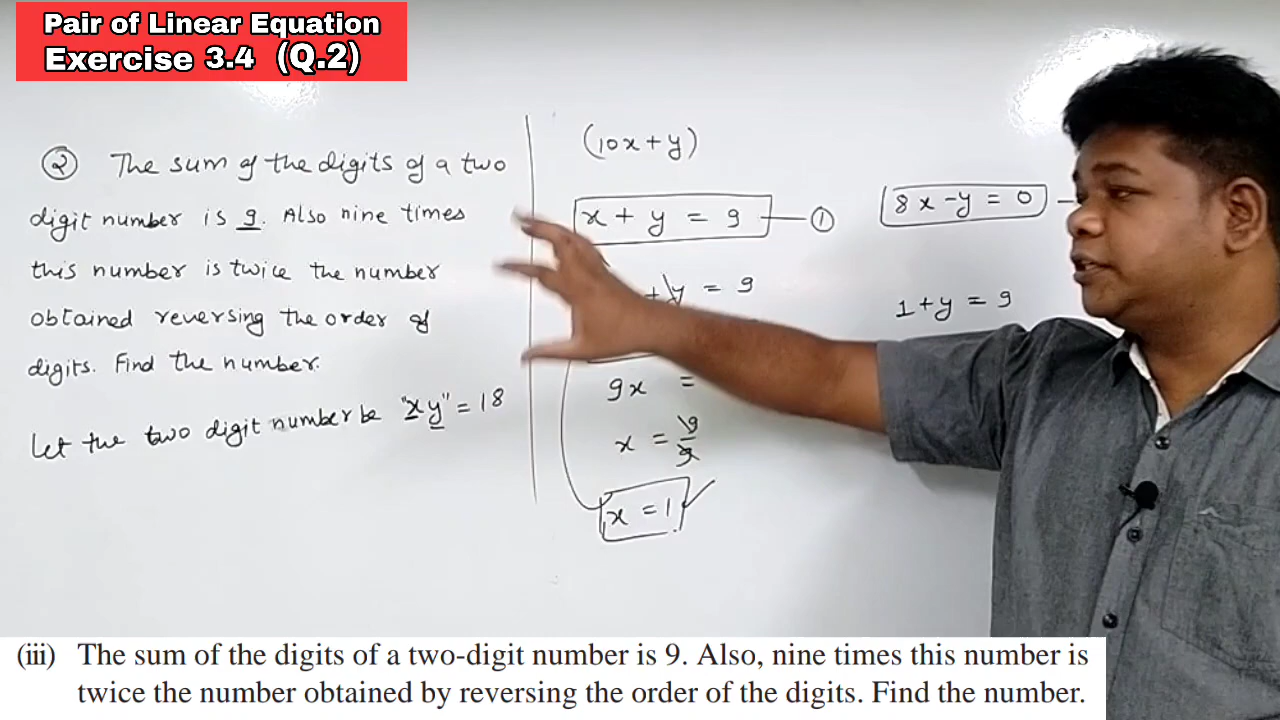 Pair of Linear Equation
Exercise 3.4 (Q.2)
② The sum of the digits of a two
digit number is 9. Also nine times
this number is twice the number
obtained reversing the order of
digits. Find the number.
Let the two digit number be "xy" = 18
(10x+y)
x + y = 9 — ①
+y = 9
9x =
x = 9/9
x = 1
8x - y = 0
1 + y = 9
(iii) The sum of the digits of a two-digit number is 9. Also, nine times this number is
twice the number obtained by reversing the order of the digits. Find the number.